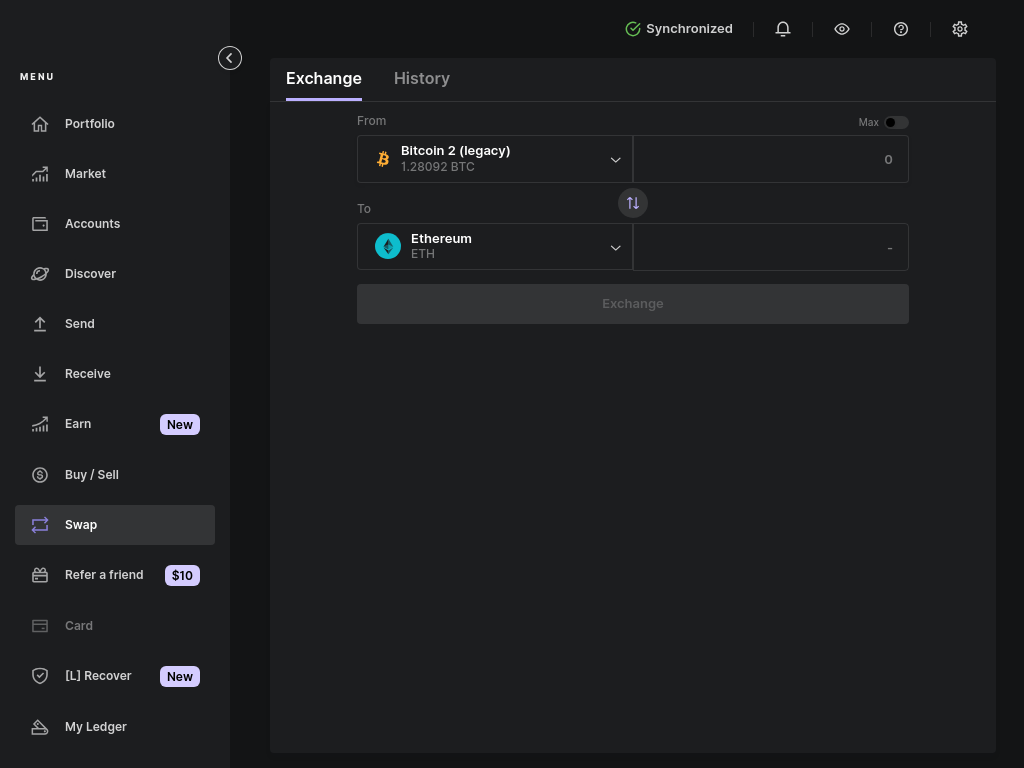 Synchronized
MENU
Portfolio
Market
Accounts
Discover
Send
Receive
Earn New
Buy / Sell
Swap
Refer a friend $10
Card
[L] Recover New
My Ledger
Exchange History
From Max
Bitcoin 2 (legacy)
1.28092 BTC
0
To
Ethereum
ETH
-
Exchange